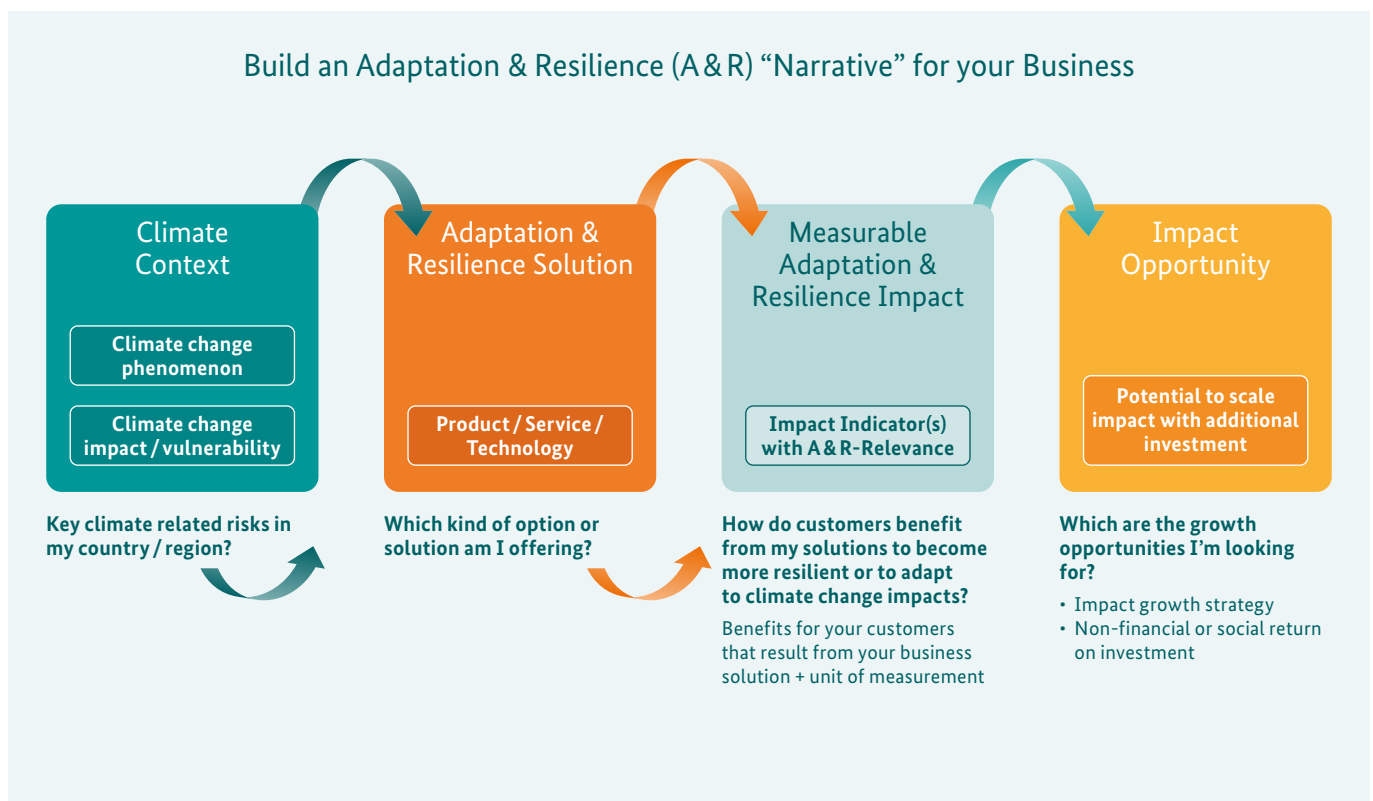 Build an Adaptation & Resilience (A & R) “Narrative” for your Business
Climate
Context
Climate change
phenomenon
Climate change
impact / vulnerability
Key climate related risks in
my country / region?
Adaptation &
Resilience Solution
Product / Service /
Technology
Which kind of option or
solution am I offering?
Measurable
Adaptation &
Resilience Impact
Impact Indicator(s)
with A & R-Relevance
How do customers benefit
from my solutions to become
more resilient or to adapt
to climate change impacts?
Benefits for your customers
that result from your business
solution + unit of measurement
Impact
Opportunity
Potential to scale
impact with additional
investment
Which are the growth
opportunities I’m looking
for?
• Impact growth strategy
• Non-financial or social return
on investment